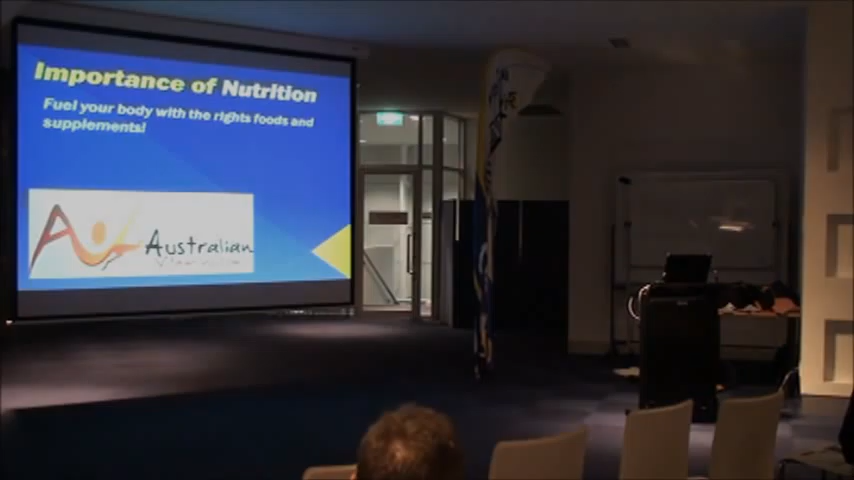 Importance of Nutrition
Fuel your body with the rights foods and
supplements!
Australian